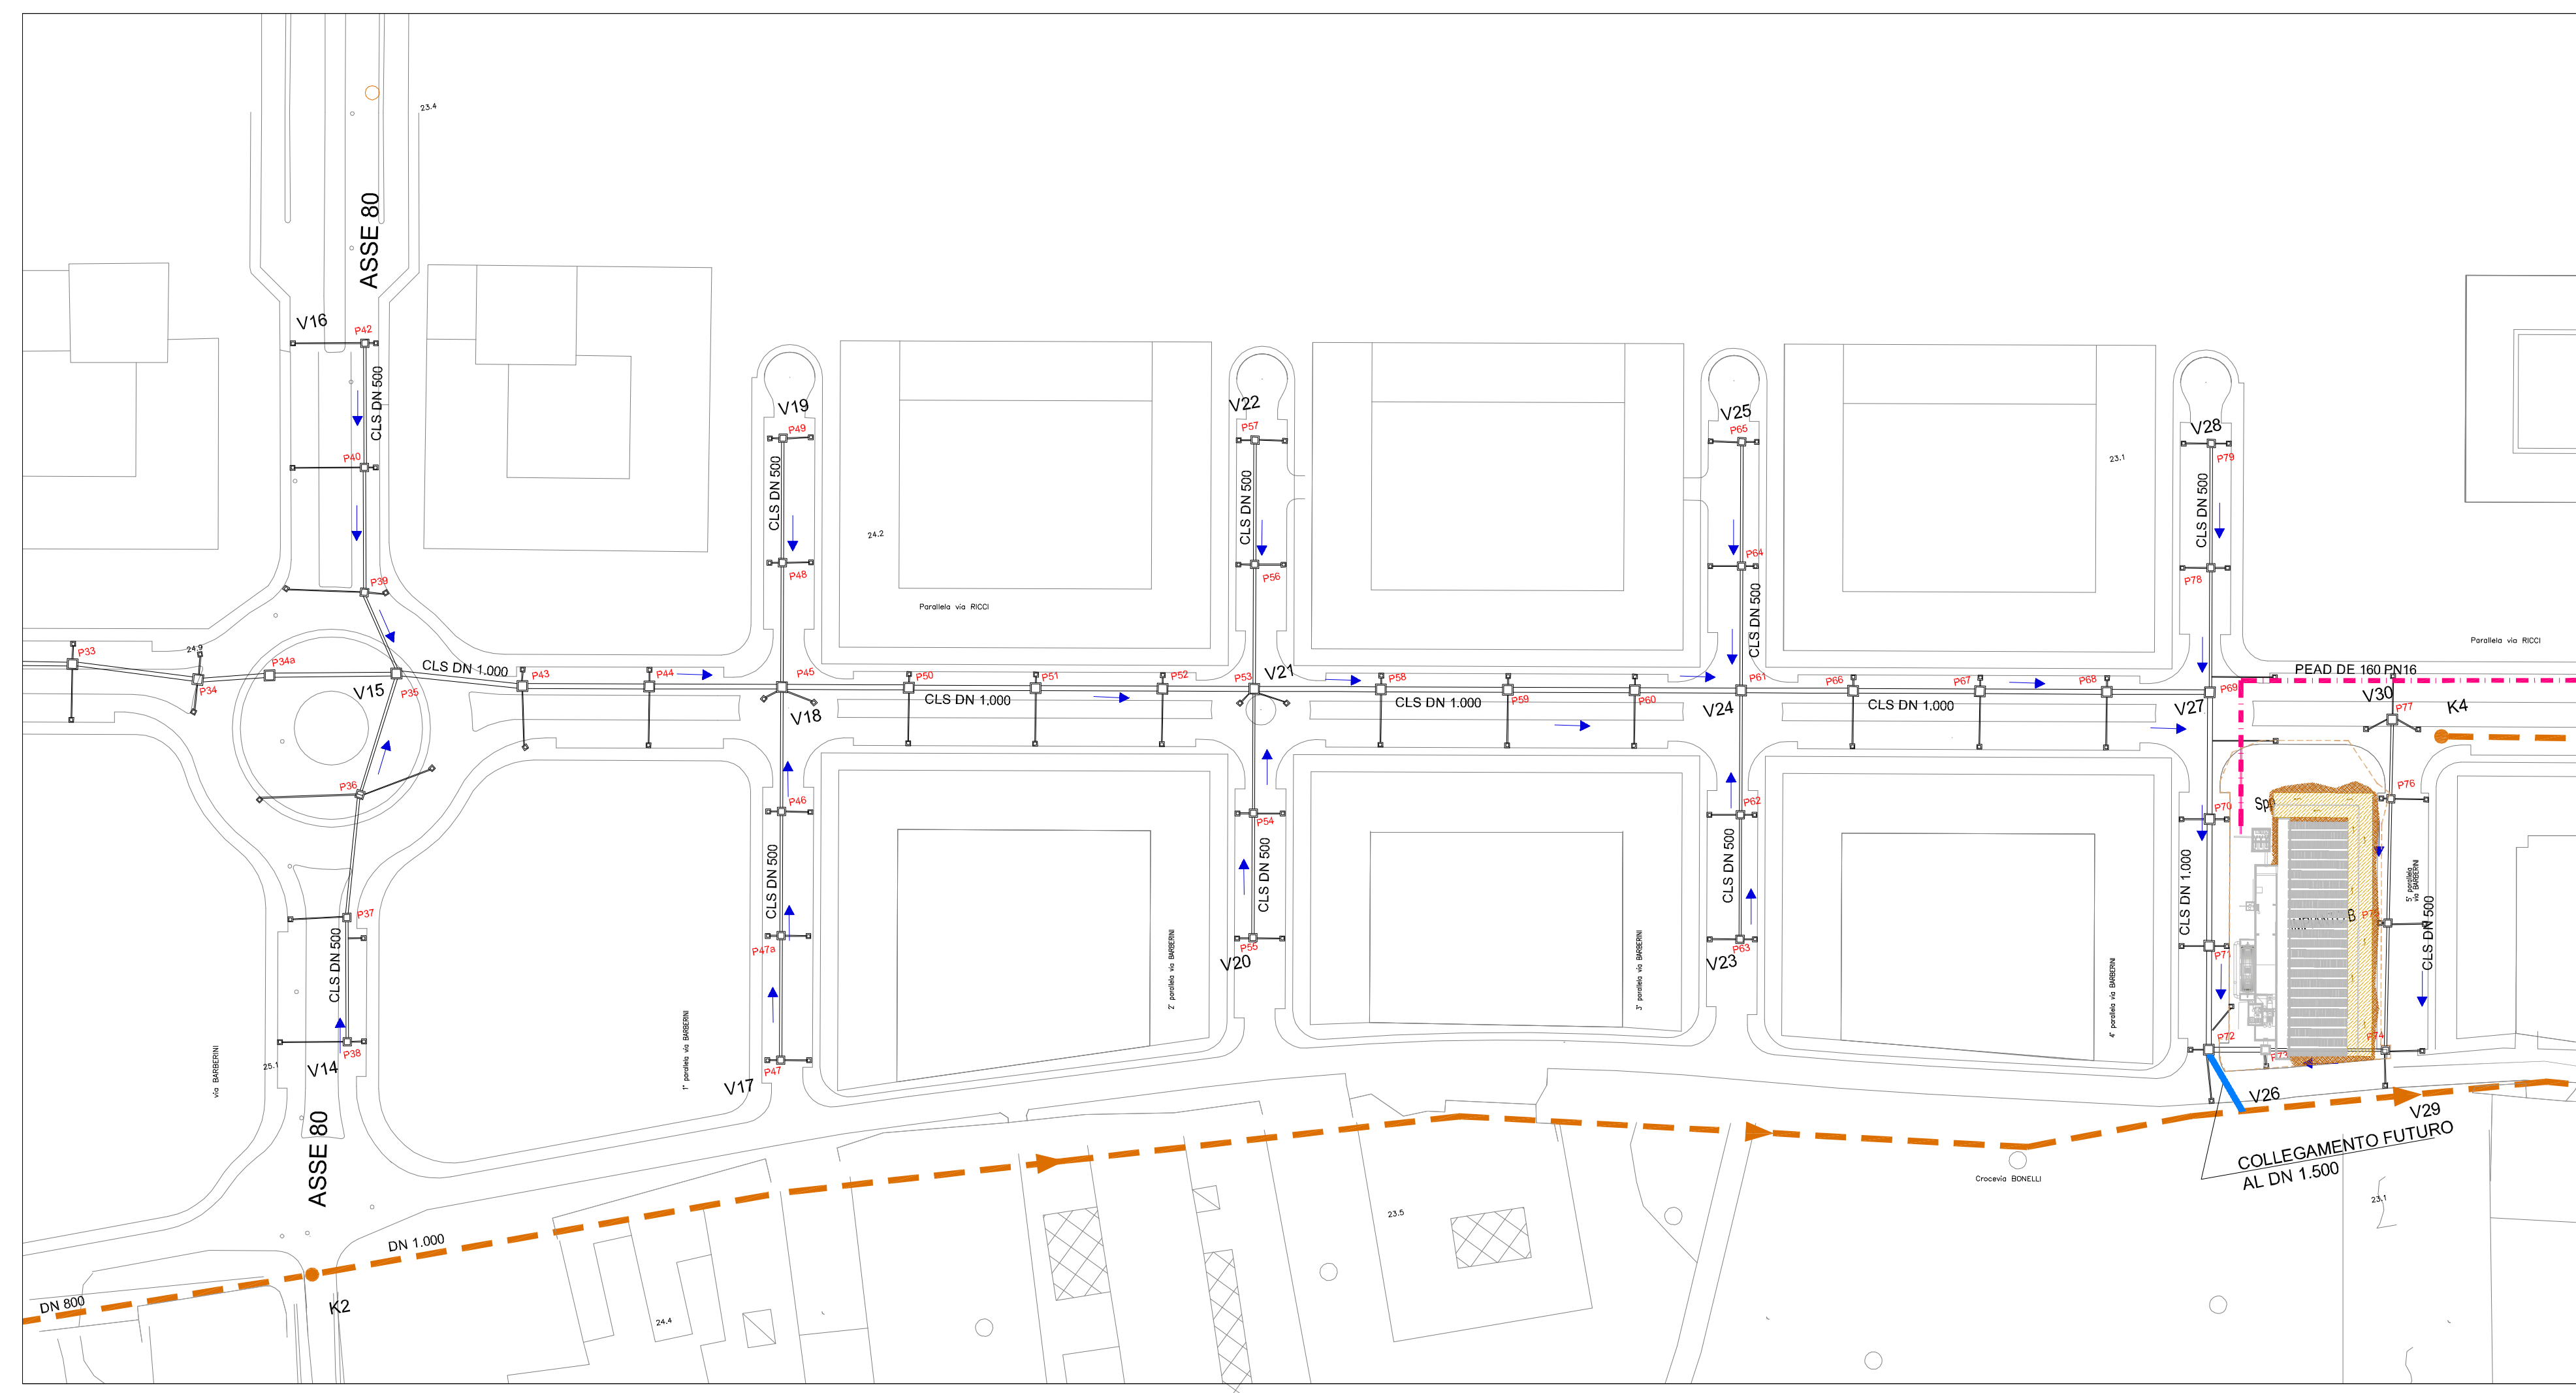 23.4
ASSE 80
V16
P42
CLS DN 500
P40
P39
P33
24.9
P34
P34a
V15
P35
CLS DN 1.000
P43
P44
P36
P37
CLS DN 500
P38
V14
25.1
via BARBERINI
ASSE 80
V19
P49
CLS DN 500
P48
P45
V18
P46
CLS DN 500
P47a
P47
V17
1° parallela via BARBERINI
24.2
Parallela via RICCI
P50
CLS DN 1.000
P51
P52
V22
P57
CLS DN 500
P56
P53
V21
P54
CLS DN 500
P55
V20
2° parallela via BARBERINI
P58
CLS DN 1.000
P59
P60
V25
P65
P64
CLS DN 500
P61
V24
P62
CLS DN 500
P63
V23
3° parallela via BARBERINI
23.1
P66
CLS DN 1.000
P67
P68
V28
P79
CLS DN 500
P78
P69
V27
P70
CLS DN 1.000
P71
P72
4° parallela via BARBERINI
Parallela via RICCI
PEAD DE 160 PN16
V30
P77
K4
P76
5° parallela
via BARBERINI
B
P75
CLS DN 500
P74
P73
V26
V29
COLLEGAMENTO FUTURO
AL DN 1.500
Crocevia BONELLI
23.1
23.5
DN 1.000
DN 800
K2
24.4